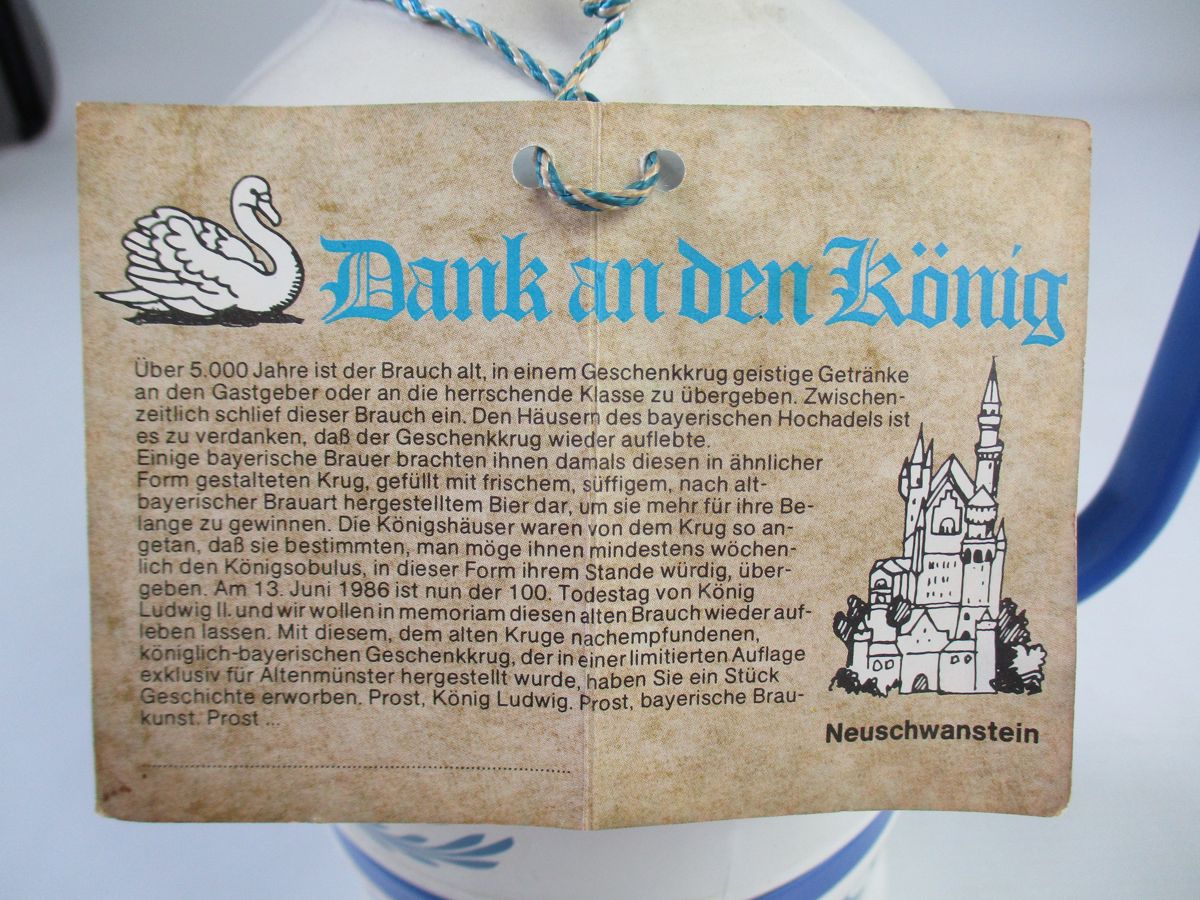 Dank an den König
Über 5.000 Jahre ist der Brauch alt, in einem Geschenkkrug geistige Getränke
an den Gastgeber oder an die herrschende Klasse zu übergeben. Zwischen-
zeitlich schlief dieser Brauch ein. Den Häusern des bayerischen Hochadels ist
es zu verdanken, daß der Geschenkkrug wieder auflebte.
Einige bayerische Brauer brachten ihnen damals diesen in ähnlicher
Form gestalteten Krug, gefüllt mit frischem, süffigem, nach alt-
bayerischer Brauart hergestelltem Bier dar, um sie mehr für ihre Be-
lange zu gewinnen. Die Königshäuser waren von dem Krug so an-
getan, daß sie bestimmten, man möge ihnen mindestens wöchen-
lich den Königsobulus, in dieser Form ihrem Stande würdig, über-
geben. Am 13. Juni 1986 ist nun der 100. Todestag von König
Ludwig II. und wir wollen in memoriam diesen alten Brauch wieder auf-
leben lassen. Mit diesem, dem alten Kruge nachempfundenen,
königlich-bayerischen Geschenkkrug, der in einer limitierten Auflage
exklusiv für Altenmünster hergestellt wurde, haben Sie ein Stück
Geschichte erworben. Prost, König Ludwig. Prost, bayerische Brau-
kunst. Prost ...
Neuschwanstein